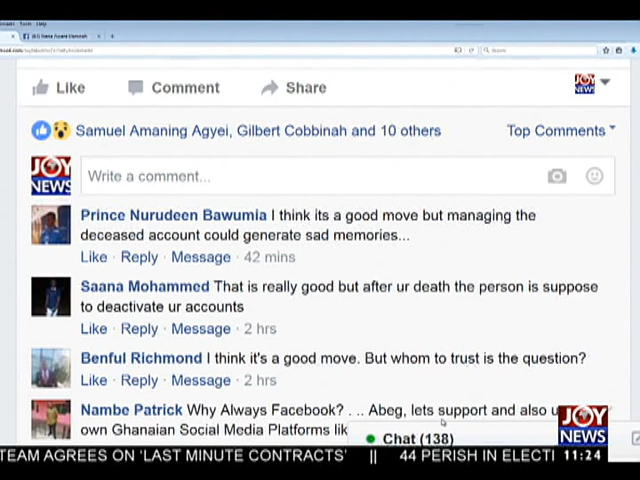 Like Comment Share
JOY
NEWS
Samuel Amaning Agyei, Gilbert Cobbinah and 10 others Top Comments
JOY
NEWS
Write a comment...
Prince Nurudeen Bawumia I think its a good move but managing the
deceased account could generate sad memories...
Like · Reply · Message · 42 mins
Saana Mohammed That is really good but after ur death the person is suppose
to deactivate ur accounts
Like · Reply · Message · 2 hrs
Benful Richmond I think it's a good move. But whom to trust is the question?
Like · Reply · Message · 2 hrs
Nambe Patrick Why Always Facebook? . .. Abeg, lets support and also
own Ghanaian Social Media Platforms
Chat (138)
JOY
NEWS
TEAM AGREES ON 'LAST MINUTE CONTRACTS' || 44 PERISH IN ELECTI
11:24